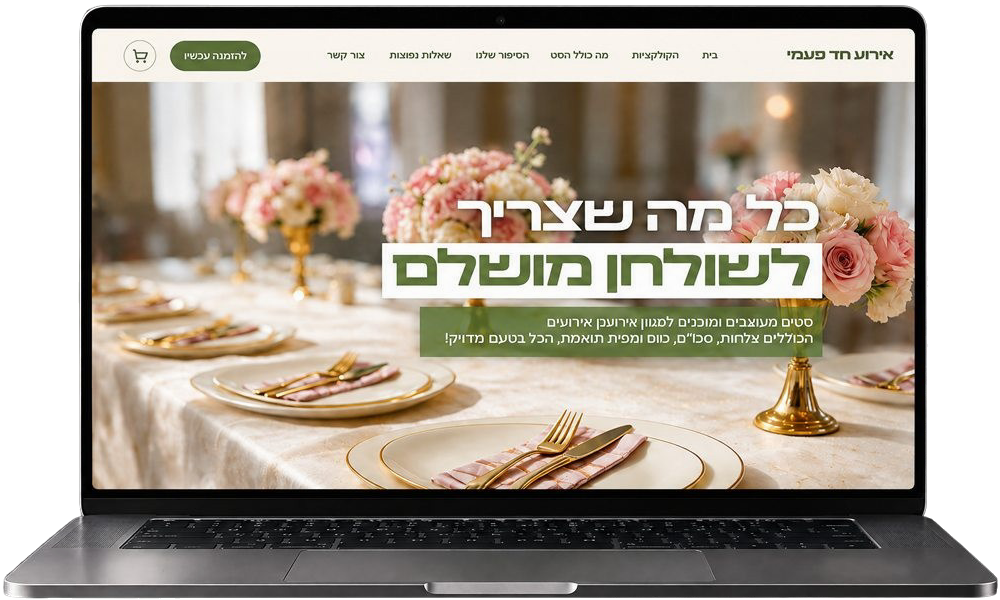 אירוע חד פעמי
בית
הקולקציות
מה כולל הסט
הסיפור שלנו
שאלות נפוצות
צור קשר
להזמנה עכשיו
כל מה שצריך
לשולחן מושלם
סטים מעוצבים ומוכנים למגוון אירועכן אירועים
הכוללים צלחות, סכו״ם, כוס ומפית תואמת, הכל בטעם מדויק!